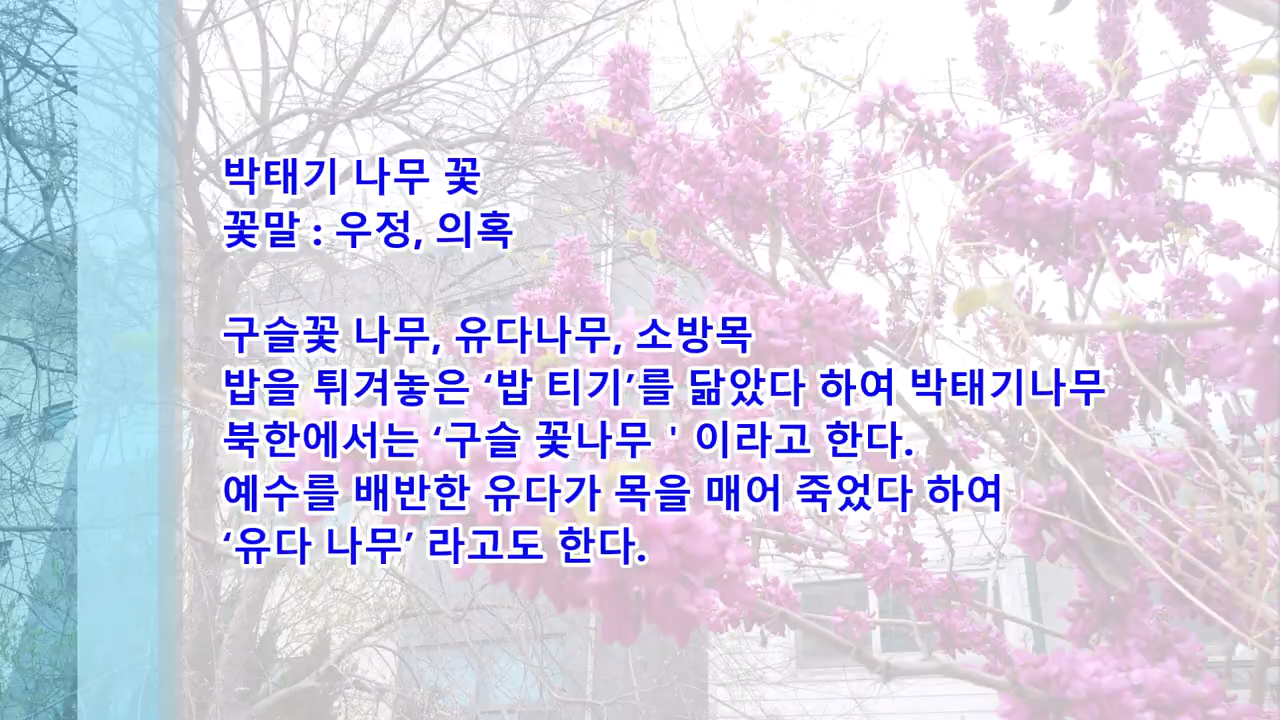 박태기 나무 꽃
꽃말 : 우정, 의혹
구슬꽃 나무, 유다나무, 소방목
밥을 튀겨놓은 ‘밥 티기’를 닮았다 하여 박태기나무
북한에서는 ‘구슬 꽃나무 ' 이라고 한다.
예수를 배반한 유다가 목을 매어 죽었다 하여
‘유다 나무’ 라고도 한다.